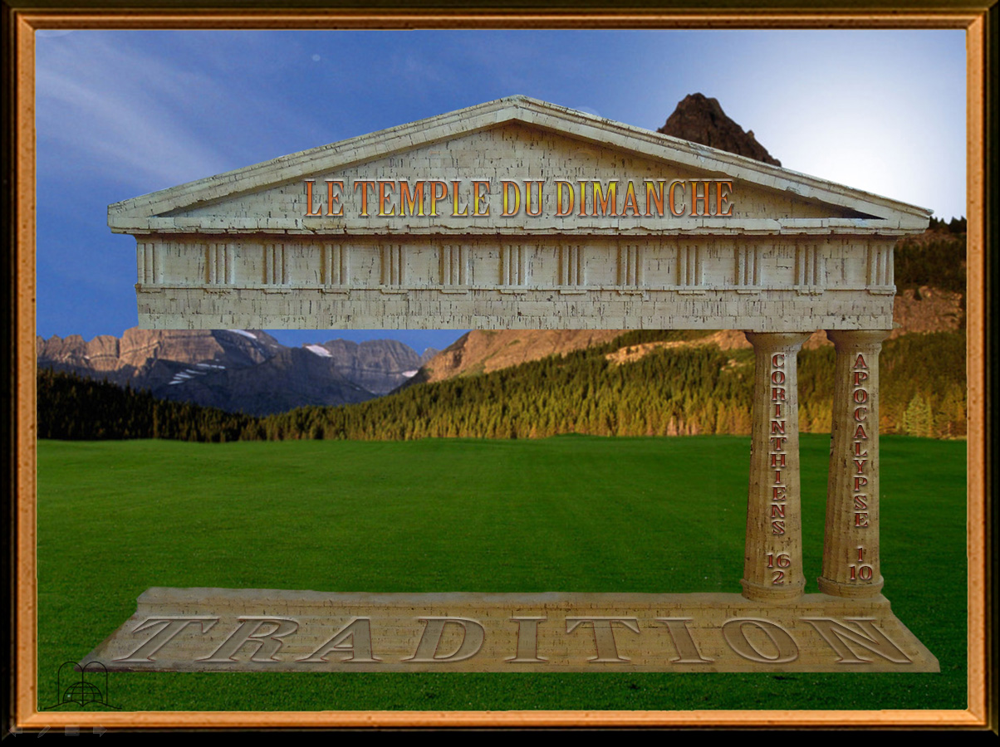 LE TEMPLE DU DIMANCHE
CORINTHIENS 16 2
APOCALYPSE 1 10
TRADITION